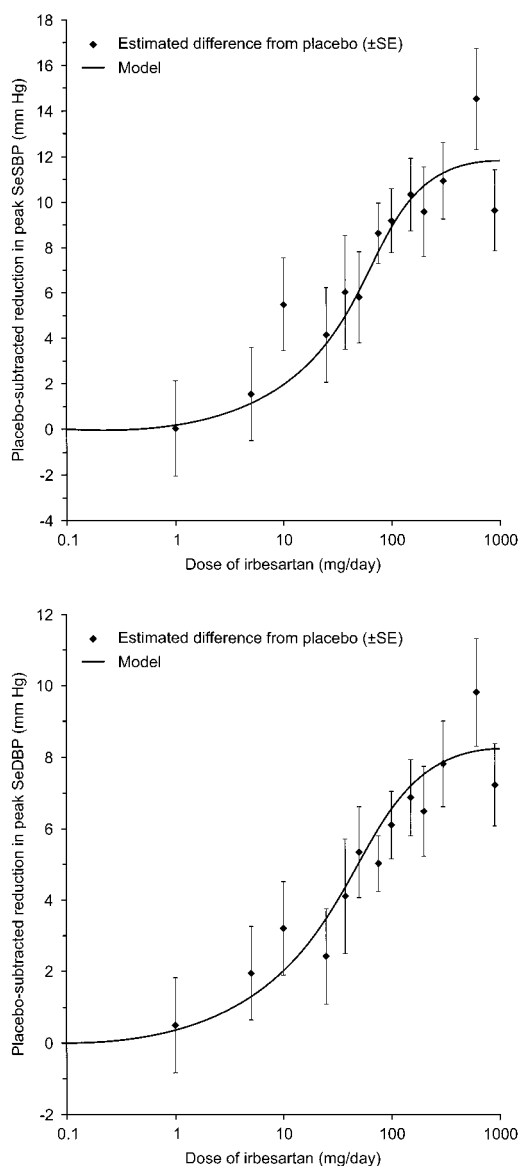 18
16
14
12
10
8
6
4
2
0
-2
-4
Placebo-subtracted reduction in peak SeSBP (mm Hg)
Estimated difference from placebo (±SE)
Model
0.1 1 10 100 1000
Dose of irbesartan (mg/day)
12
10
8
6
4
2
0
-2
Placebo-subtracted reduction in peak SeDBP (mm Hg)
Estimated difference from placebo (±SE)
Model
0.1 1 10 100 1000
Dose of irbesartan (mg/day)